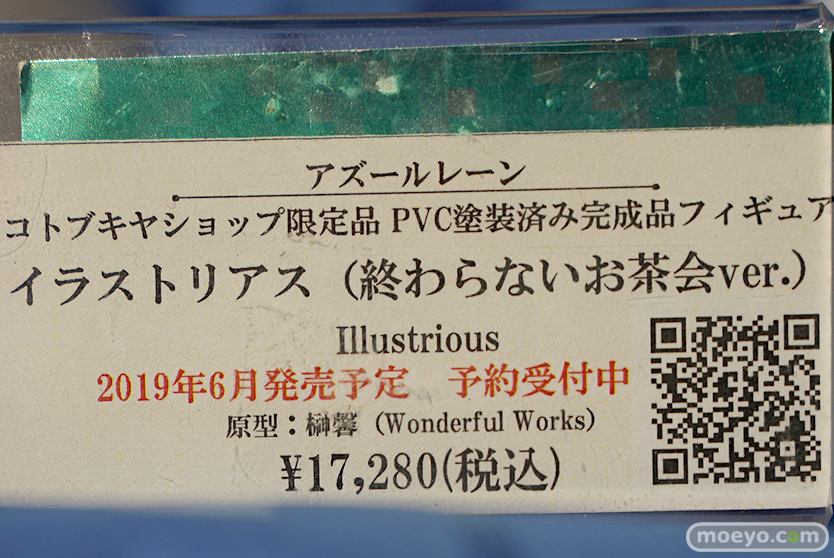 アズールレーン
コトブキヤショップ限定品 PVC塗装済み完成品フィギュア
イラストリアス（終わらないお茶会ver.）
Illustrious
2019年6月発売予定　予約受付中
原型：榊馨（Wonderful Works）
¥17,280(税込)
moeyo.com